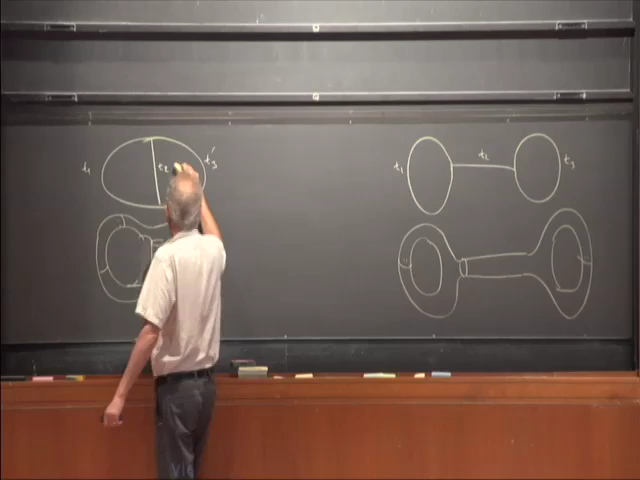 t₁ t₂ t₃'
t₁ t₂ t₃